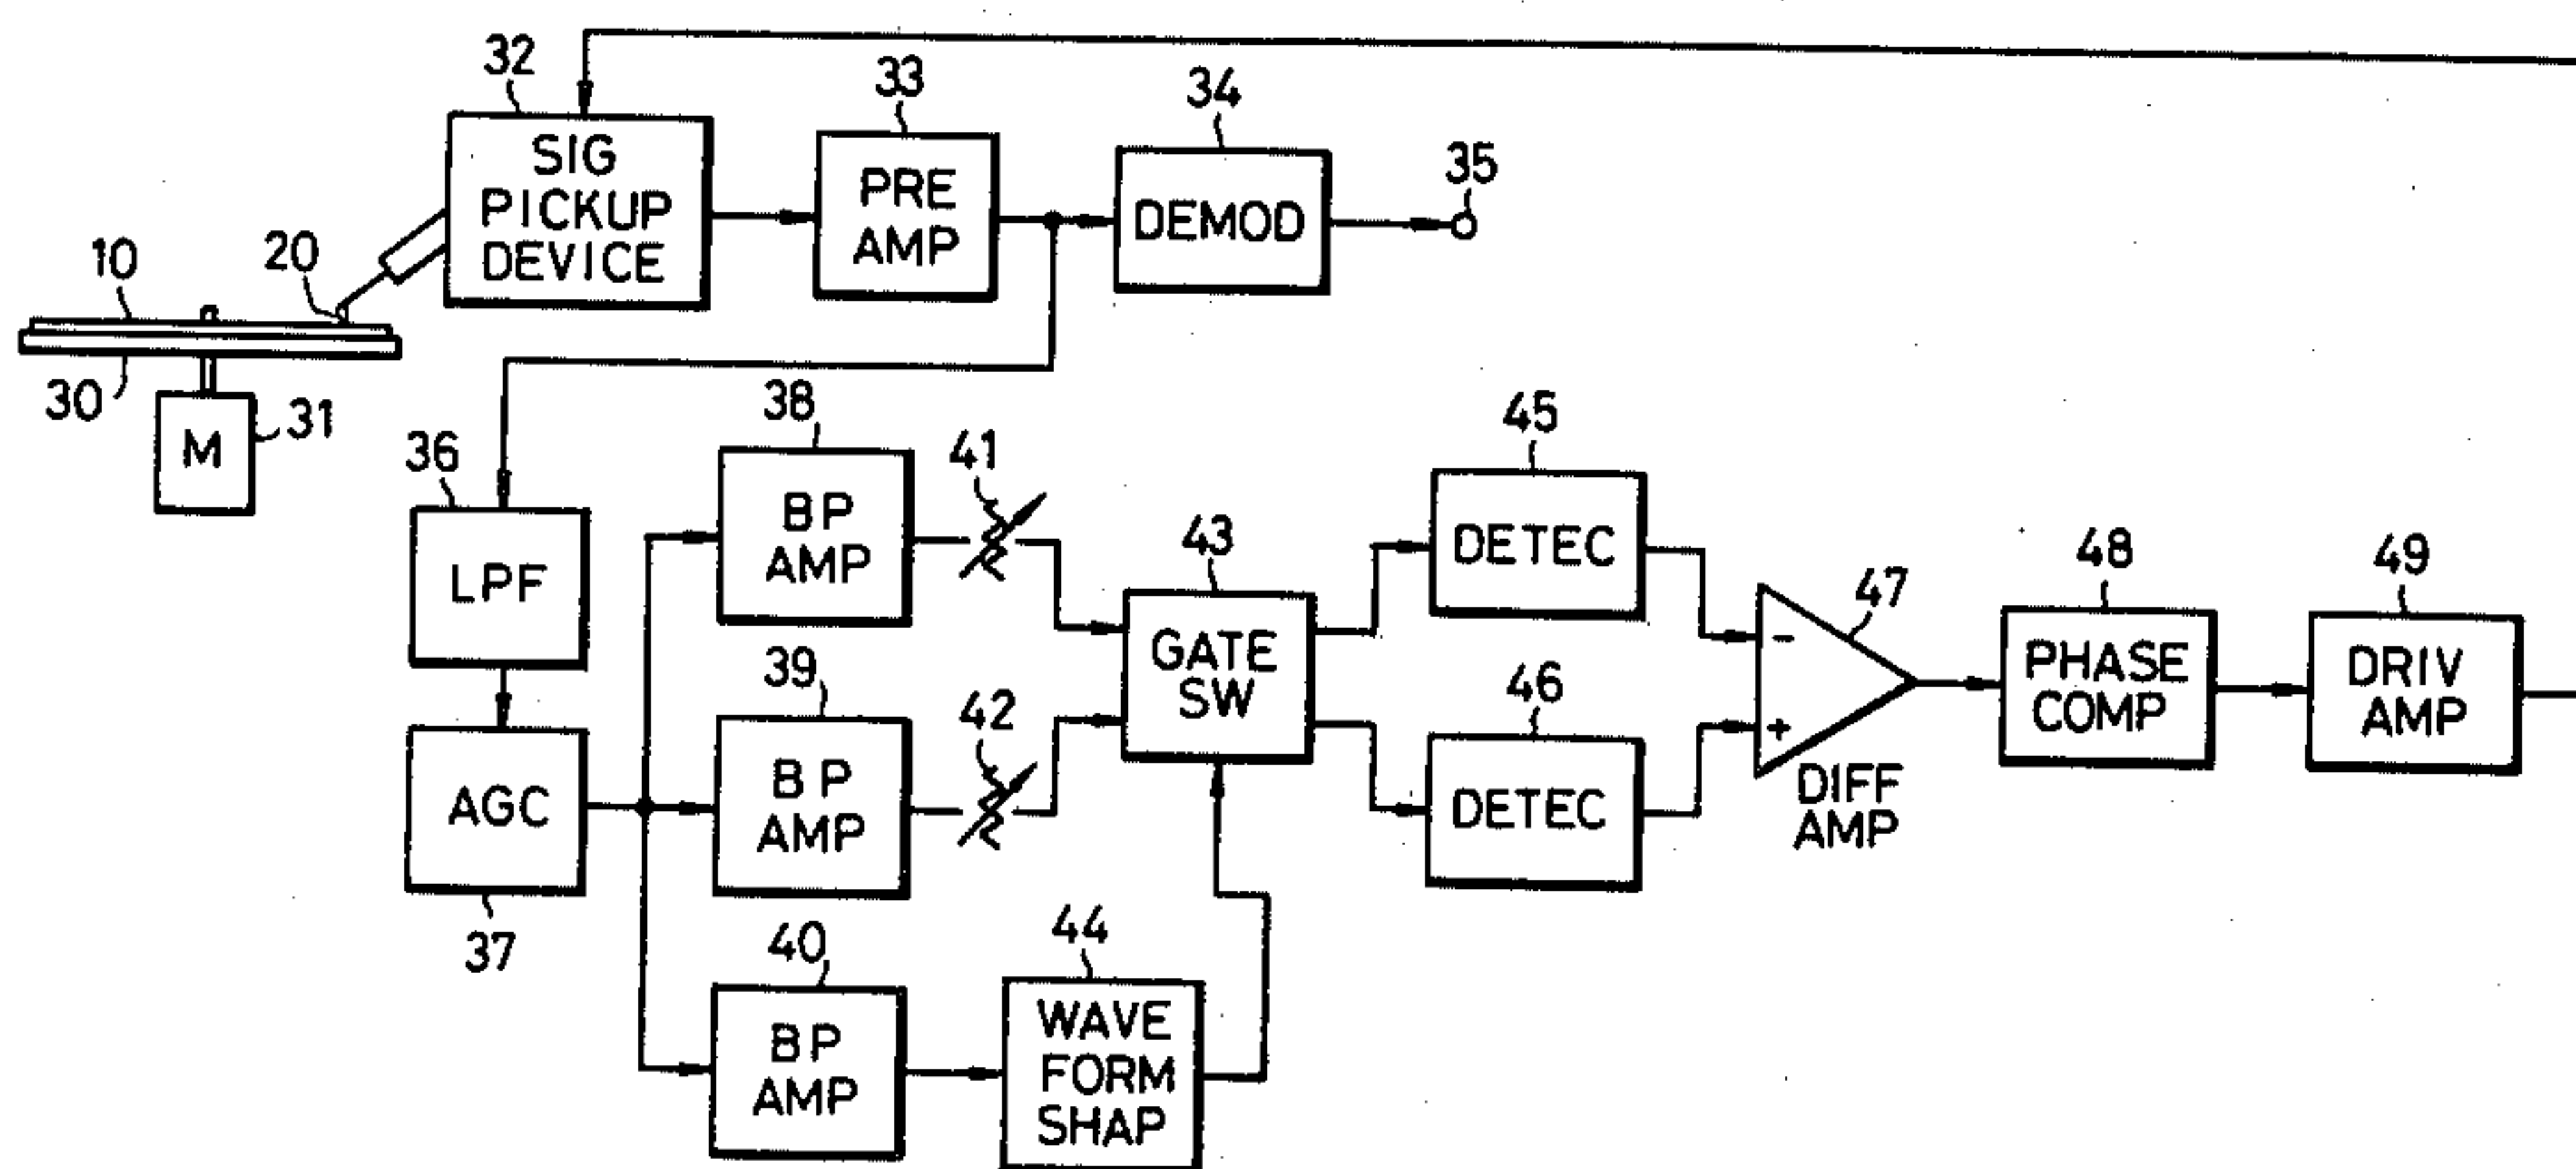 32
SIG
PICKUP
DEVICE
33
PRE
AMP
34
DEMOD
35
10
20
30
M
31
36
LPF
37
AGC
38
BP
AMP
39
BP
AMP
40
BP
AMP
41
42
43
GATE
SW
44
WAVE
FORM
SHAP
45
DETEC
46
DETEC
47
-
+
DIFF
AMP
48
PHASE
COMP
49
DRIV
AMP